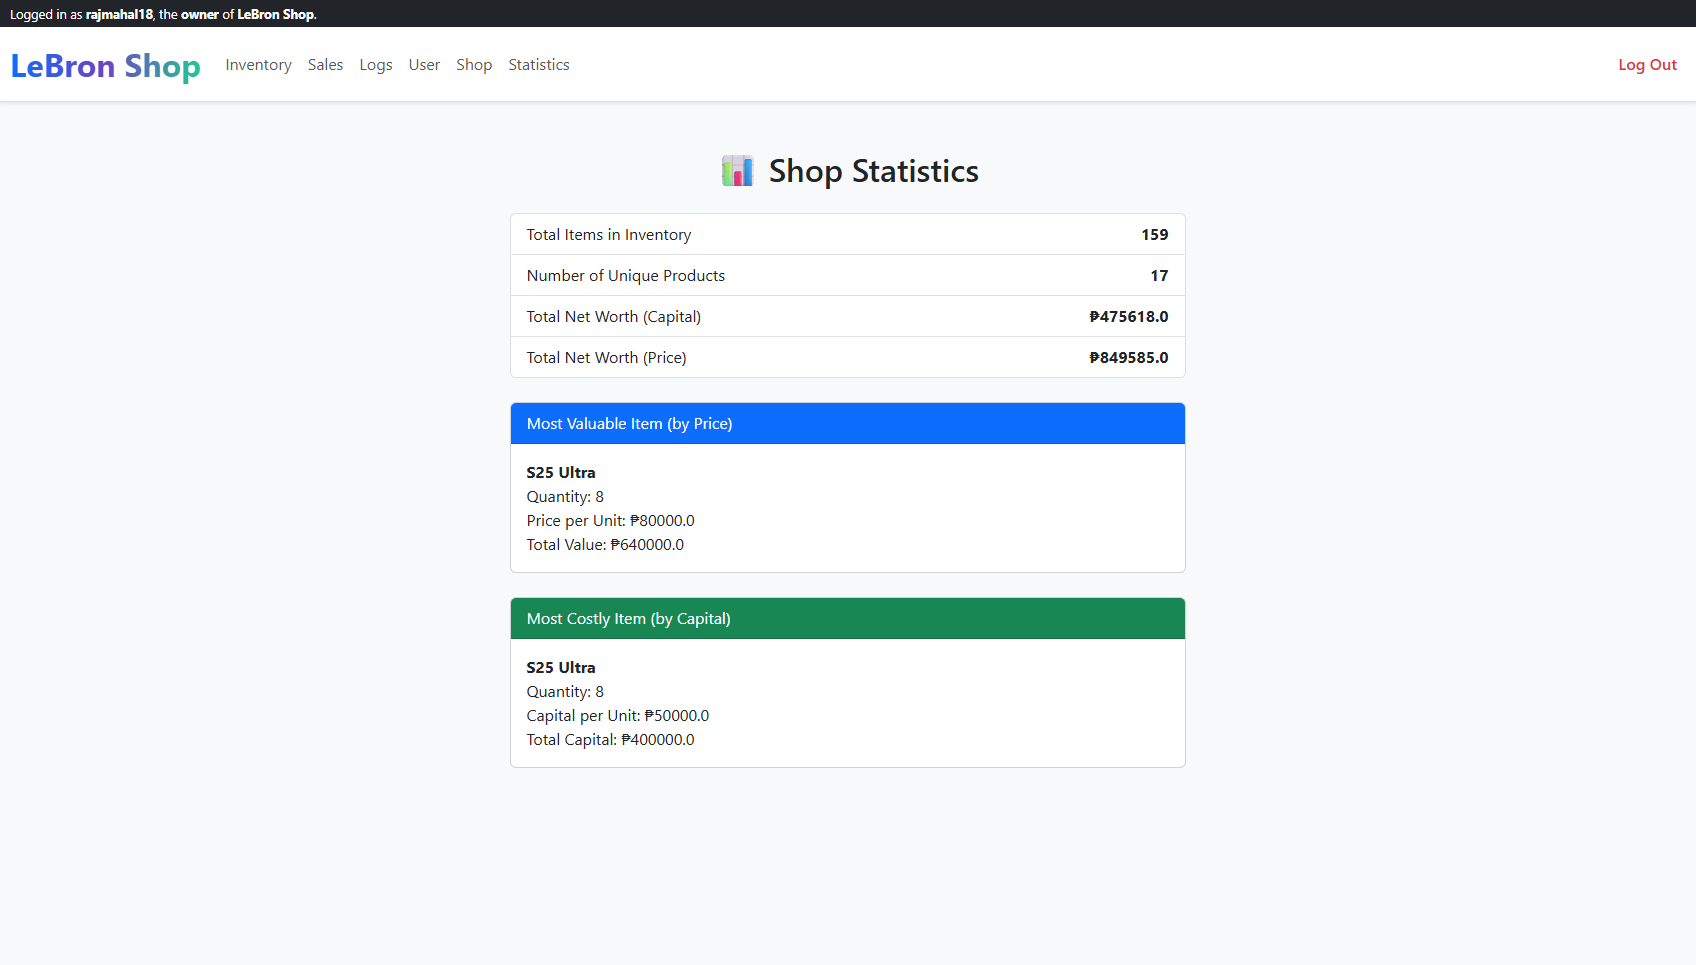 Logged in as rajmahal18, the owner of LeBron Shop.
LeBron Shop Inventory Sales Logs User Shop Statistics Log Out
Shop Statistics
Total Items in Inventory 159
Number of Unique Products 17
Total Net Worth (Capital) ₱475618.0
Total Net Worth (Price) ₱849585.0
Most Valuable Item (by Price)
S25 Ultra
Quantity: 8
Price per Unit: ₱80000.0
Total Value: ₱640000.0
Most Costly Item (by Capital)
S25 Ultra
Quantity: 8
Capital per Unit: ₱50000.0
Total Capital: ₱400000.0